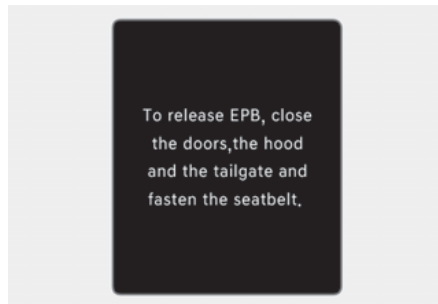 To release EPB, close
the doors,the hood
and the tailgate and
fasten the seatbelt.